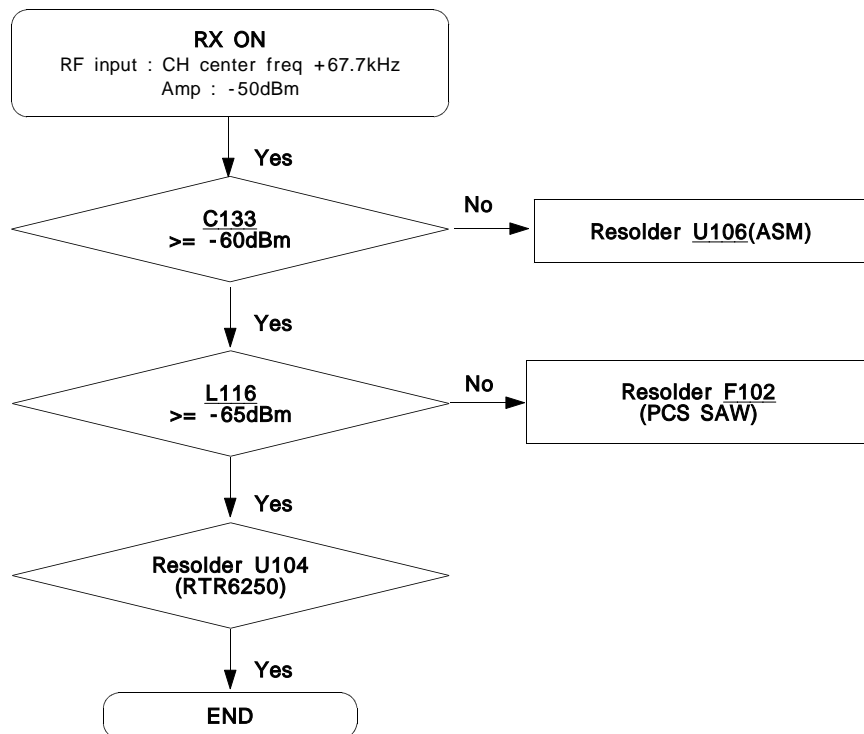 RX ON
RF input : CH center freq +67.7kHz
Amp : -50dBm
Yes
C133
>= -60dBm
No
Resolder U106(ASM)
Yes
L116
>= -65dBm
No
Resolder F102
(PCS SAW)
Yes
Resolder U104
(RTR6250)
Yes
END